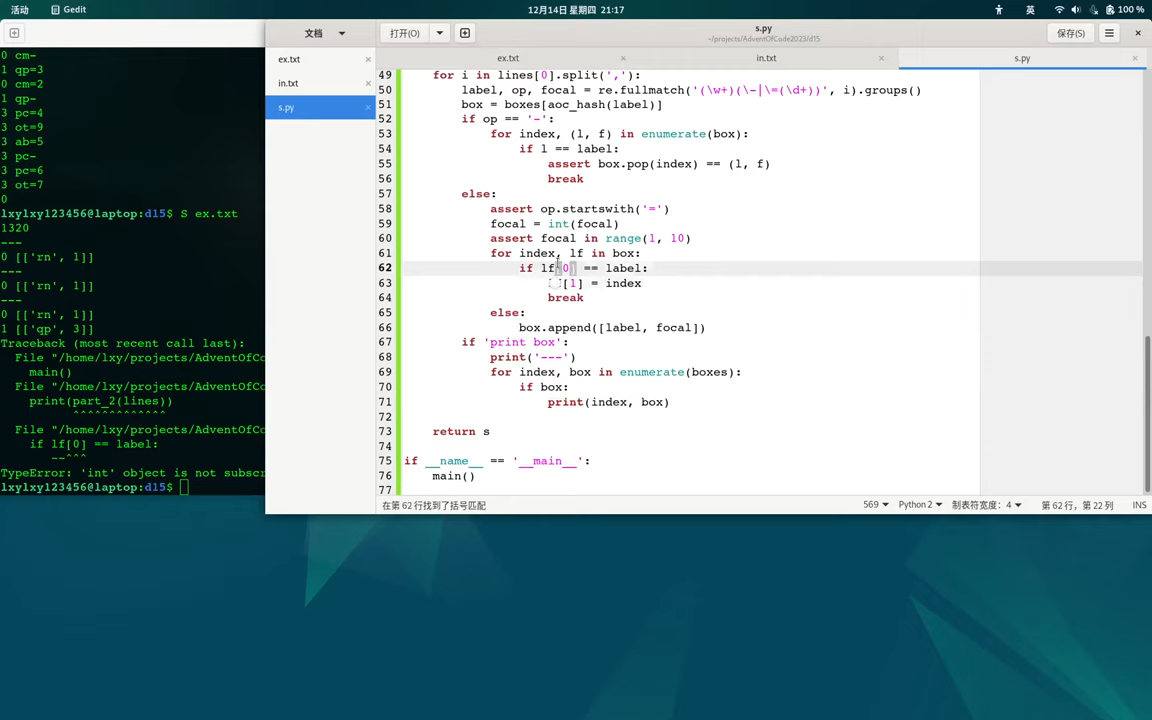 活动 Gedit 12月14日 星期四 21:17 英 100 %
文档 打开(O) s.py 保存(S)
~/projects/AdventOfCode2023/d15
ex.txt in.txt s.py
ex.txt
in.txt
s.py
0 cm-
1 qp=3
0 cm=2
1 qp-
3 pc=4
3 ot=9
3 ab=5
3 pc-
3 pc=6
3 ot=7
0
lxylxy123456@laptop:d15$ S ex.txt
1320
---
0 [['rn', 1]]
---
0 [['rn', 1]]
---
0 [['rn', 1]]
1 [['qp', 3]]
Traceback (most recent call last):
File "/home/lxy/projects/AdventOfCo
main()
File "/home/lxy/projects/AdventOfCo
print(part_2(lines))
^^^^^^^^^^^^^
File "/home/lxy/projects/AdventOfCo
if lf[0] == label:
~~^^^
TypeError: 'int' object is not subscr
lxylxy123456@laptop:d15$
49 for i in lines[0].split(','):
50 label, op, focal = re.fullmatch('(\w+)(\-|\=(\d+))', i).groups()
51 box = boxes[aoc_hash(label)]
52 if op == '-':
53 for index, (l, f) in enumerate(box):
54 if l == label:
55 assert box.pop(index) == (l, f)
56 break
57 else:
58 assert op.startswith('=')
59 focal = int(focal)
60 assert focal in range(1, 10)
61 for index, lf in box:
62 if lf[0] == label:
63 [1] = index
64 break
65 else:
66 box.append([label, focal])
67 if 'print box':
68 print('---')
69 for index, box in enumerate(boxes):
70 if box:
71 print(index, box)
72
73 return s
74
75 if __name__ == '__main__':
76 main()
77
在第 62 行找到了括号匹配 569 Python 2 制表符宽度：4 第 62 行，第 22 列 INS